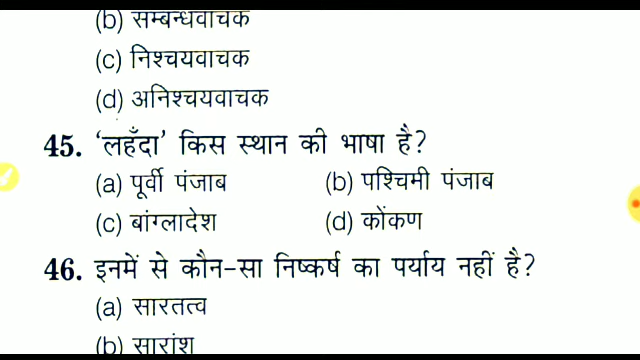 (b) सम्बन्धवाचक
(c) निश्चयवाचक
(d) अनिश्चयवाचक
45. ‘लहँदा’ किस स्थान की भाषा है?
(a) पूर्वी पंजाब (b) पश्चिमी पंजाब
(c) बांग्लादेश (d) कोंकण
46. इनमें से कौन-सा निष्कर्ष का पर्याय नहीं है?
(a) सारतत्व
(b) सारांश